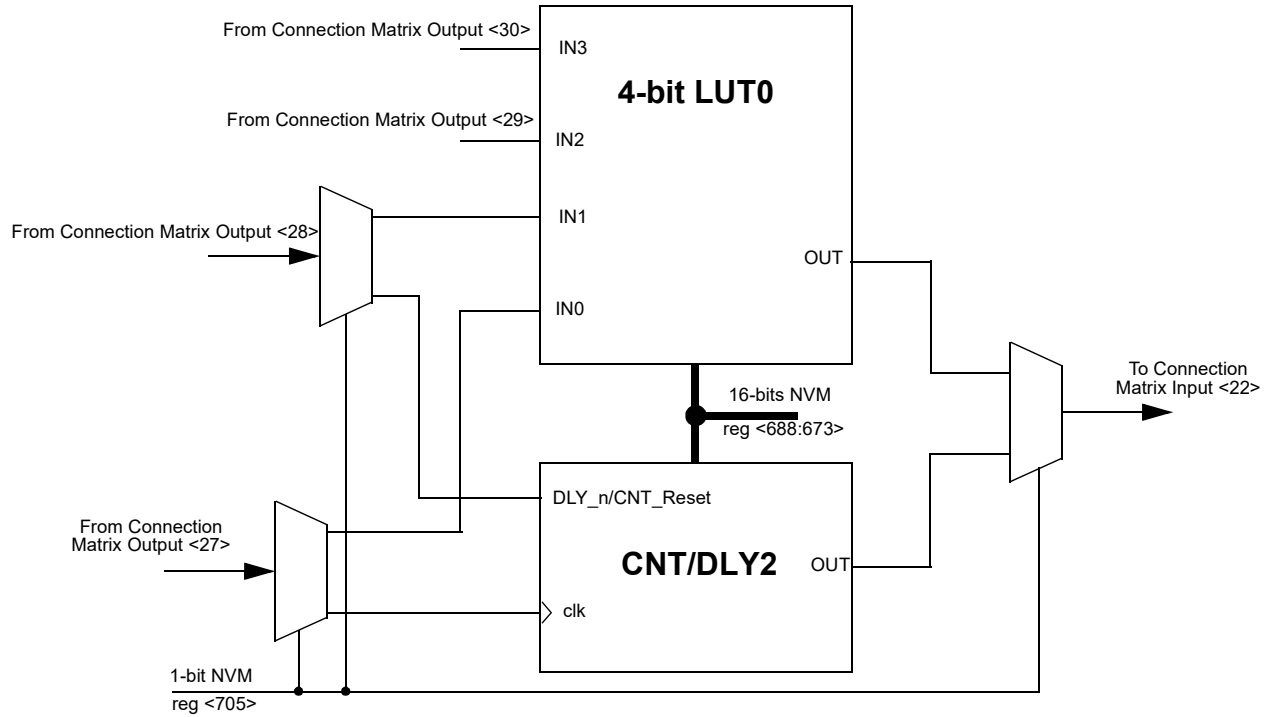 From Connection Matrix Output <30>
IN3
4-bit LUT0
From Connection Matrix Output <29>
IN2
IN1
From Connection Matrix Output <28>
OUT
IN0
To Connection
Matrix Input <22>
16-bits NVM
reg <688:673>
DLY_n/CNT_Reset
From Connection
Matrix Output <27>
CNT/DLY2
OUT
clk
1-bit NVM
reg <705>